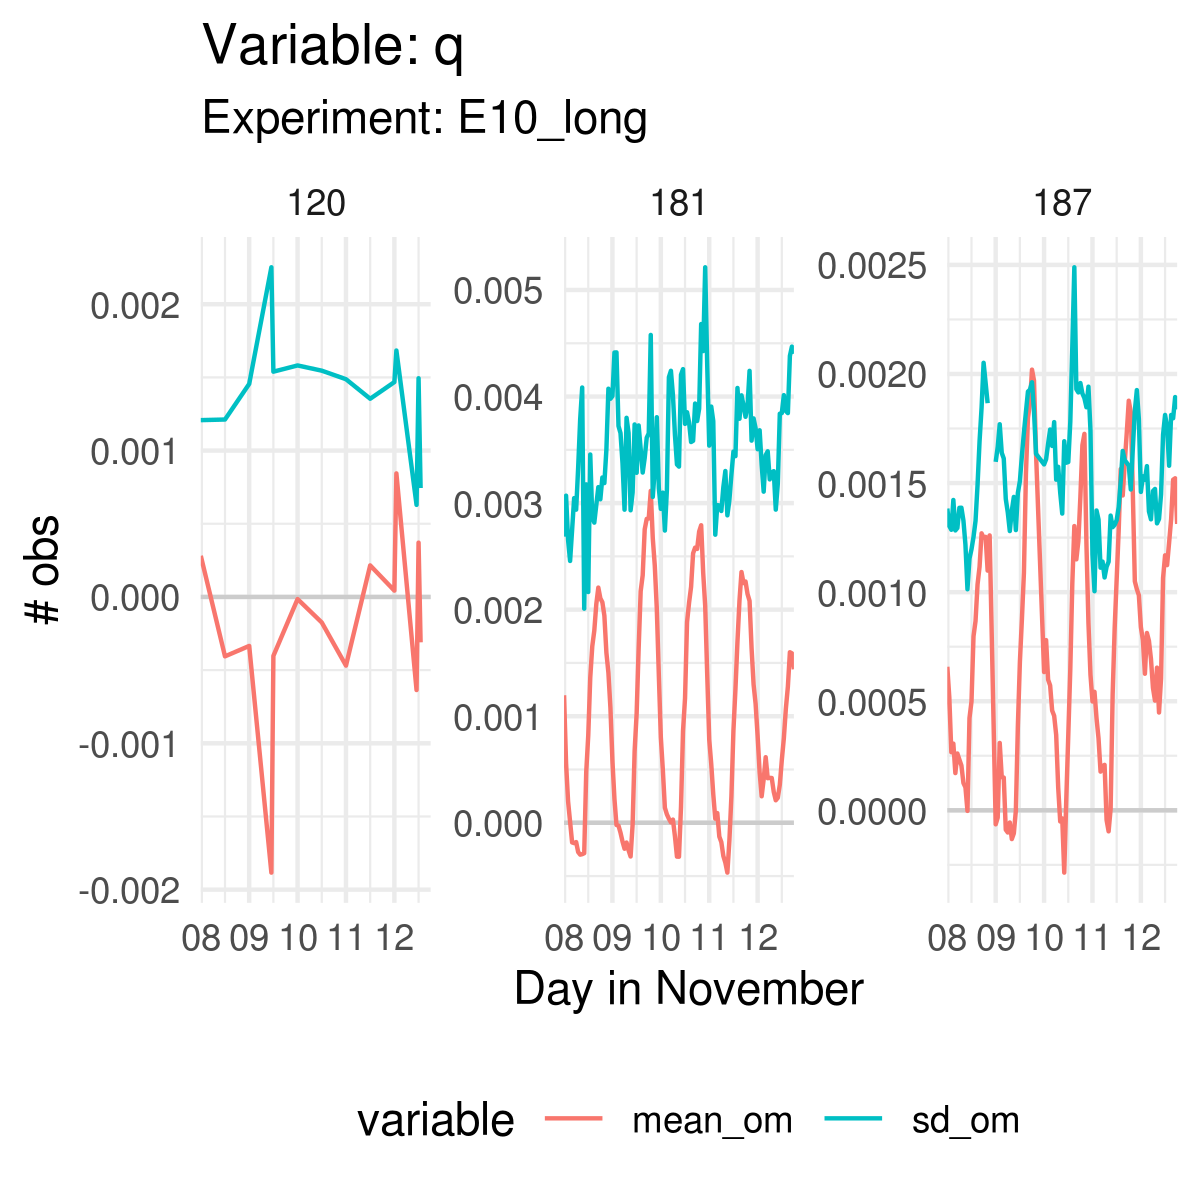 Variable: q
Experiment: E10_long
120 181 187
# obs
0.002
0.001
0.000
-0.001
-0.002
0.005
0.004
0.003
0.002
0.001
0.000
0.0025
0.0020
0.0015
0.0010
0.0005
0.0000
08 09 10 11 12 08 09 10 11 12 08 09 10 11 12
Day in November
variable mean_om sd_om